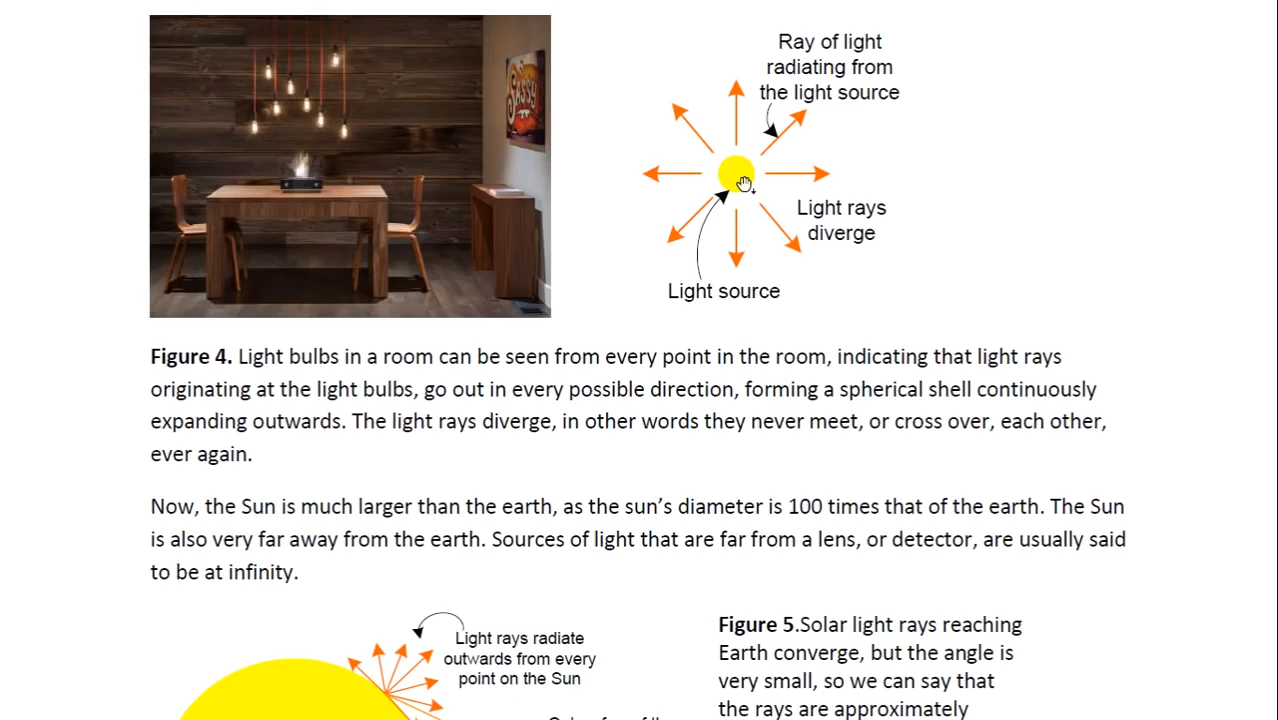 SASSY
Ray of light
radiating from
the light source
Light rays
diverge
Light source
Figure 4. Light bulbs in a room can be seen from every point in the room, indicating that light rays
originating at the light bulbs, go out in every possible direction, forming a spherical shell continuously
expanding outwards. The light rays diverge, in other words they never meet, or cross over, each other,
ever again.
Now, the Sun is much larger than the earth, as the sun’s diameter is 100 times that of the earth. The Sun
is also very far away from the earth. Sources of light that are far from a lens, or detector, are usually said
to be at infinity.
Light rays radiate
outwards from every
point on the Sun
Figure 5.Solar light rays reaching
Earth converge, but the angle is
very small, so we can say that
the rays are approximately